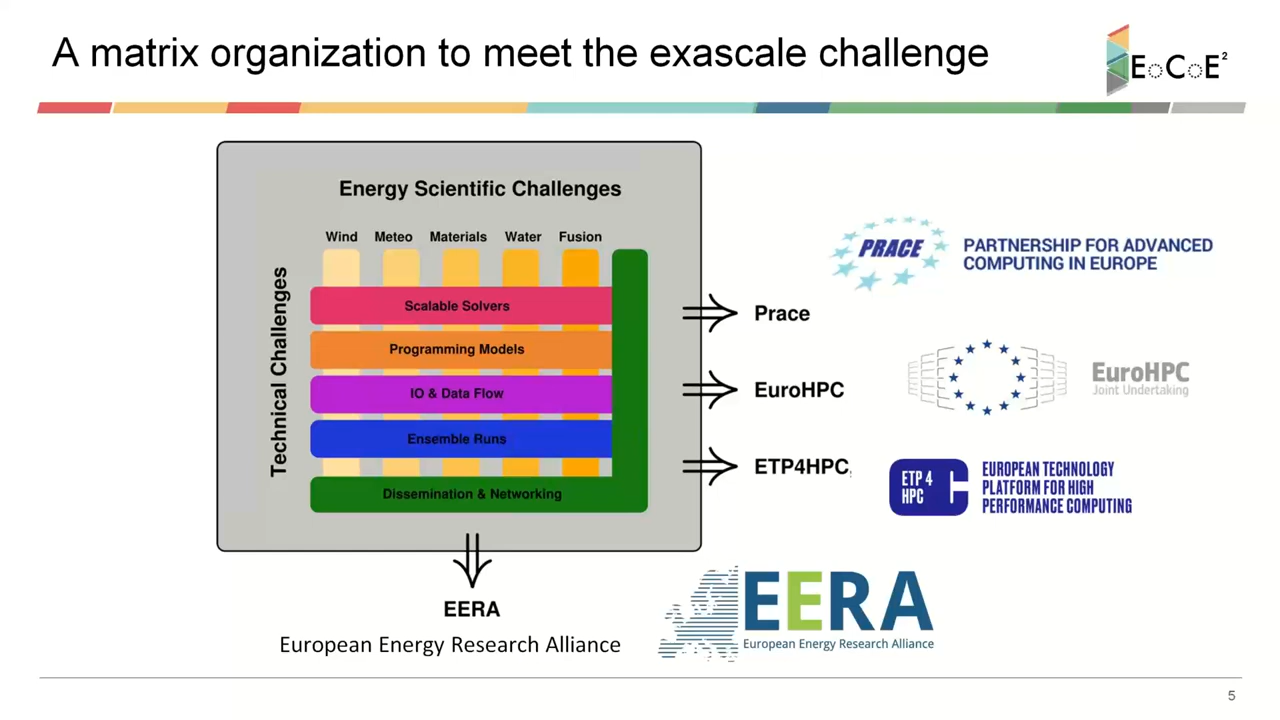 A matrix organization to meet the exascale challenge
EoCoE²
Energy Scientific Challenges
Wind Meteo Materials Water Fusion
Technical Challenges
Scalable Solvers
Programming Models
IO & Data Flow
Ensemble Runs
Dissemination & Networking
Prace
EuroHPC
ETP4HPC
PRACE
PARTNERSHIP FOR ADVANCED
COMPUTING IN EUROPE
EuroHPC
Joint Undertaking
ETP 4
HPC
EUROPEAN TECHNOLOGY
PLATFORM FOR HIGH
PERFORMANCE COMPUTING
EERA
European Energy Research Alliance
EERA
European Energy Research Alliance
5